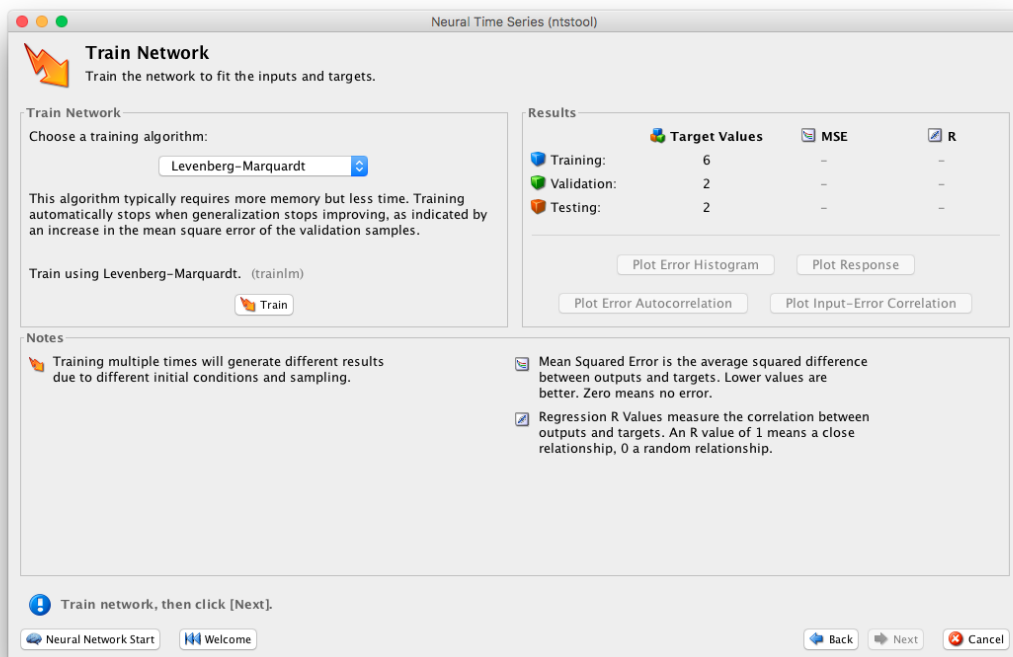 Neural Time Series (ntstool)
Train Network
Train the network to fit the inputs and targets.
Train Network
Choose a training algorithm:
Levenberg-Marquardt
This algorithm typically requires more memory but less time. Training
automatically stops when generalization stops improving, as indicated by
an increase in the mean square error of the validation samples.
Train using Levenberg-Marquardt. (trainlm)
Train
Results
Target Values MSE R
Training: 6 - -
Validation: 2 - -
Testing: 2 - -
Plot Error Histogram Plot Response
Plot Error Autocorrelation Plot Input-Error Correlation
Notes
Training multiple times will generate different results
due to different initial conditions and sampling.
Mean Squared Error is the average squared difference
between outputs and targets. Lower values are
better. Zero means no error.
Regression R Values measure the correlation between
outputs and targets. An R value of 1 means a close
relationship, 0 a random relationship.
Train network, then click [Next].
Neural Network Start Welcome Back Next Cancel